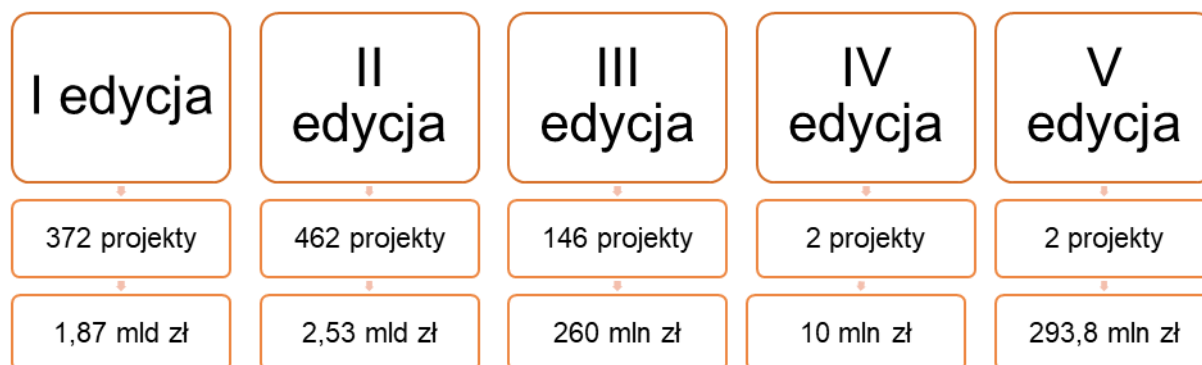 I edycja
II
edycja
III
edycja
IV
edycja
V
edycja
372 projekty
462 projekty
146 projekty
2 projekty
2 projekty
1,87 mld zł
2,53 mld zł
260 mln zł
10 mln zł
293,8 mln zł